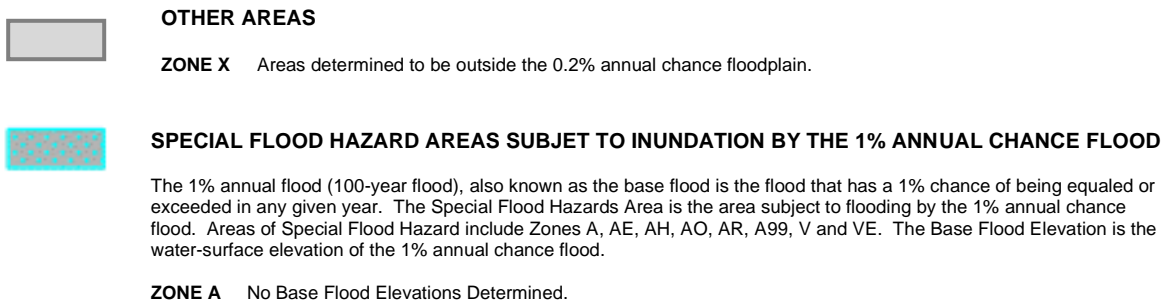 OTHER AREAS
ZONE X Areas determined to be outside the 0.2% annual chance floodplain.
SPECIAL FLOOD HAZARD AREAS SUBJET TO INUNDATION BY THE 1% ANNUAL CHANCE FLOOD
The 1% annual flood (100-year flood), also known as the base flood is the flood that has a 1% chance of being equaled or
exceeded in any given year. The Special Flood Hazards Area is the area subject to flooding by the 1% annual chance
flood. Areas of Special Flood Hazard include Zones A, AE, AH, AO, AR, A99, V and VE. The Base Flood Elevation is the
water-surface elevation of the 1% annual chance flood.
ZONE A No Base Flood Elevations Determined.